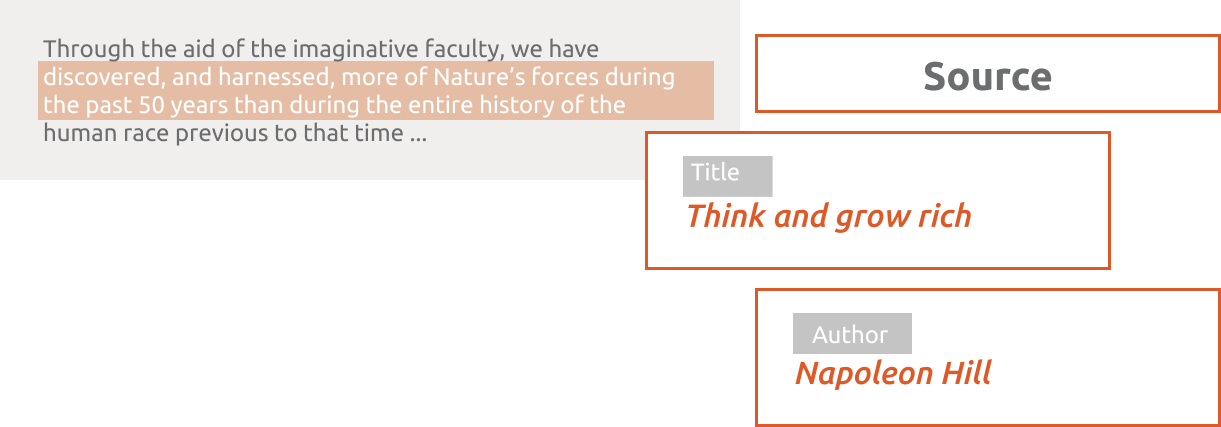 Through the aid of the imaginative faculty, we have
discovered, and harnessed, more of Nature’s forces during
the past 50 years than during the entire history of the
human race previous to that time ...
Source
Title
Think and grow rich
Author
Napoleon Hill